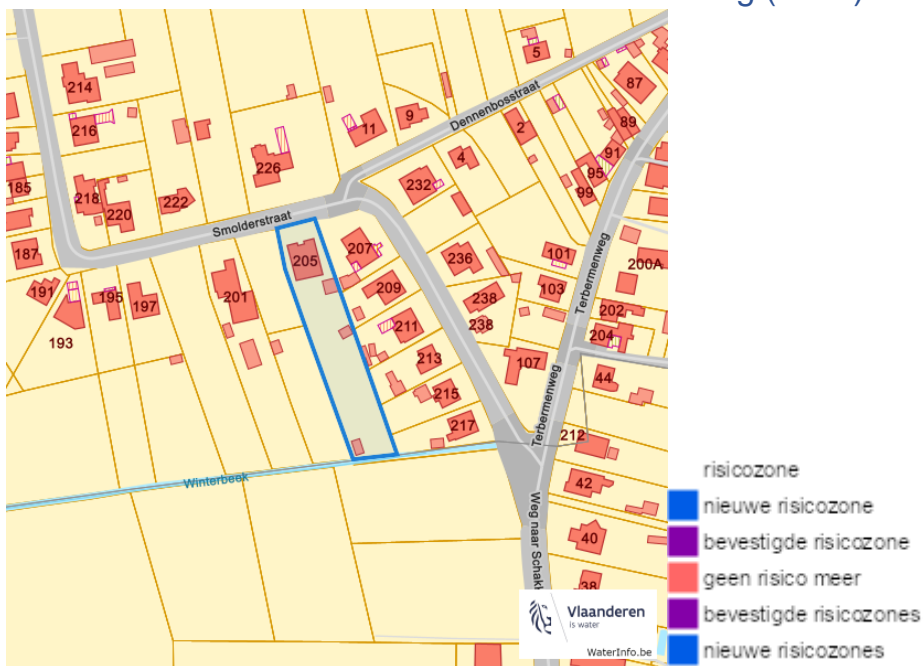 214
216
218
220
222
226
11
9
5
2
4
87
89
91
95
99
185
187
Dennenbosstraat
Smolderstraat
232
236
238
238
101
103
200A
202
204
Terbermenweg
191
193
195
197
201
205
207
209
211
213
215
217
107
44
212
42
40
38
Terbermenweg
Winterbeek
Weg naar Schakk
Vlaanderen
is water
WaterInfo.be
risicozone
nieuwe risicozone
bevestigde risicozone
geen risico meer
bevestigde risicozones
nieuwe risicozones